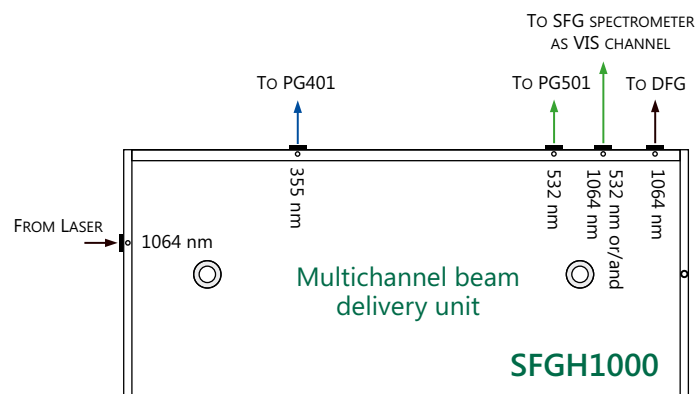 To SFG spectrometer
as VIS channel
To PG401
To PG501
To DFG
355 nm
532 nm
532 nm or/and
1064 nm
1064 nm
From Laser
1064 nm
Multichannel beam
delivery unit
SFGH1000